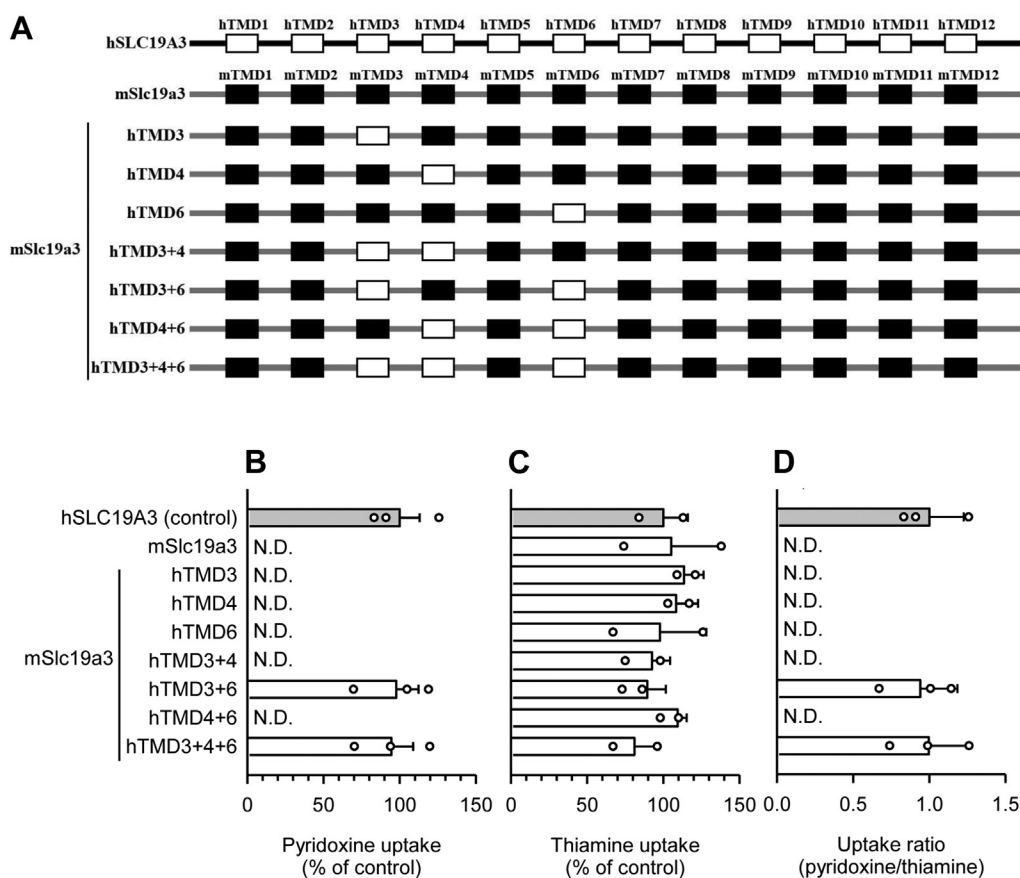 A
hTMD1 hTMD2 hTMD3 hTMD4 hTMD5 hTMD6 hTMD7 hTMD8 hTMD9 hTMD10 hTMD11 hTMD12
hSLC19A3
mTMD1 mTMD2 mTMD3 mTMD4 mTMD5 mTMD6 mTMD7 mTMD8 mTMD9 mTMD10 mTMD11 mTMD12
mSlc19a3
hTMD3
hTMD4
hTMD6
mSlc19a3 hTMD3+4
hTMD3+6
hTMD4+6
hTMD3+4+6
B C D
hSLC19A3 (control)
mSlc19a3 N.D. N.D.
hTMD3 N.D. N.D.
hTMD4 N.D. N.D.
hTMD6 N.D. N.D.
mSlc19a3 hTMD3+4 N.D. N.D.
hTMD3+6
hTMD4+6 N.D. N.D.
hTMD3+4+6
0 50 100 150 0 50 100 150 0.0 0.5 1.0 1.5
Pyridoxine uptake Thiamine uptake Uptake ratio
(% of control) (% of control) (pyridoxine/thiamine)